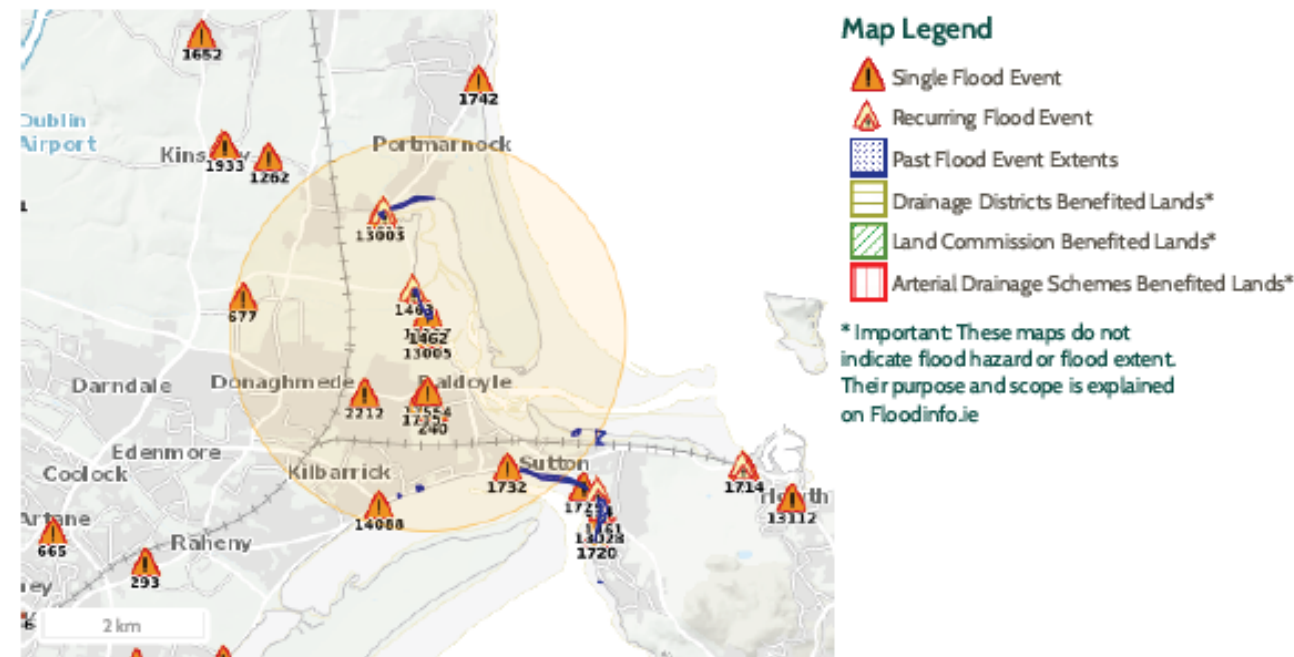 1652
1742
Dublin
Airport
Portmarnock
1933
1262
13003
677
1462
13005
Darndale
Donaghmede
Baldoyle
2212
240
Edenmore
Coolock
Kilbarrick
Sutton
1732
1714
14088
13112
1720
Artane
665
Raheny
293
2 km
Map Legend
Single Flood Event
Recurring Flood Event
Past Flood Event Extents
Drainage Districts Benefited Lands*
Land Commission Benefited Lands*
Arterial Drainage Schemes Benefited Lands*
* Important: These maps do not
indicate flood hazard or flood extent.
Their purpose and scope is explained
on Floodinfo.ie